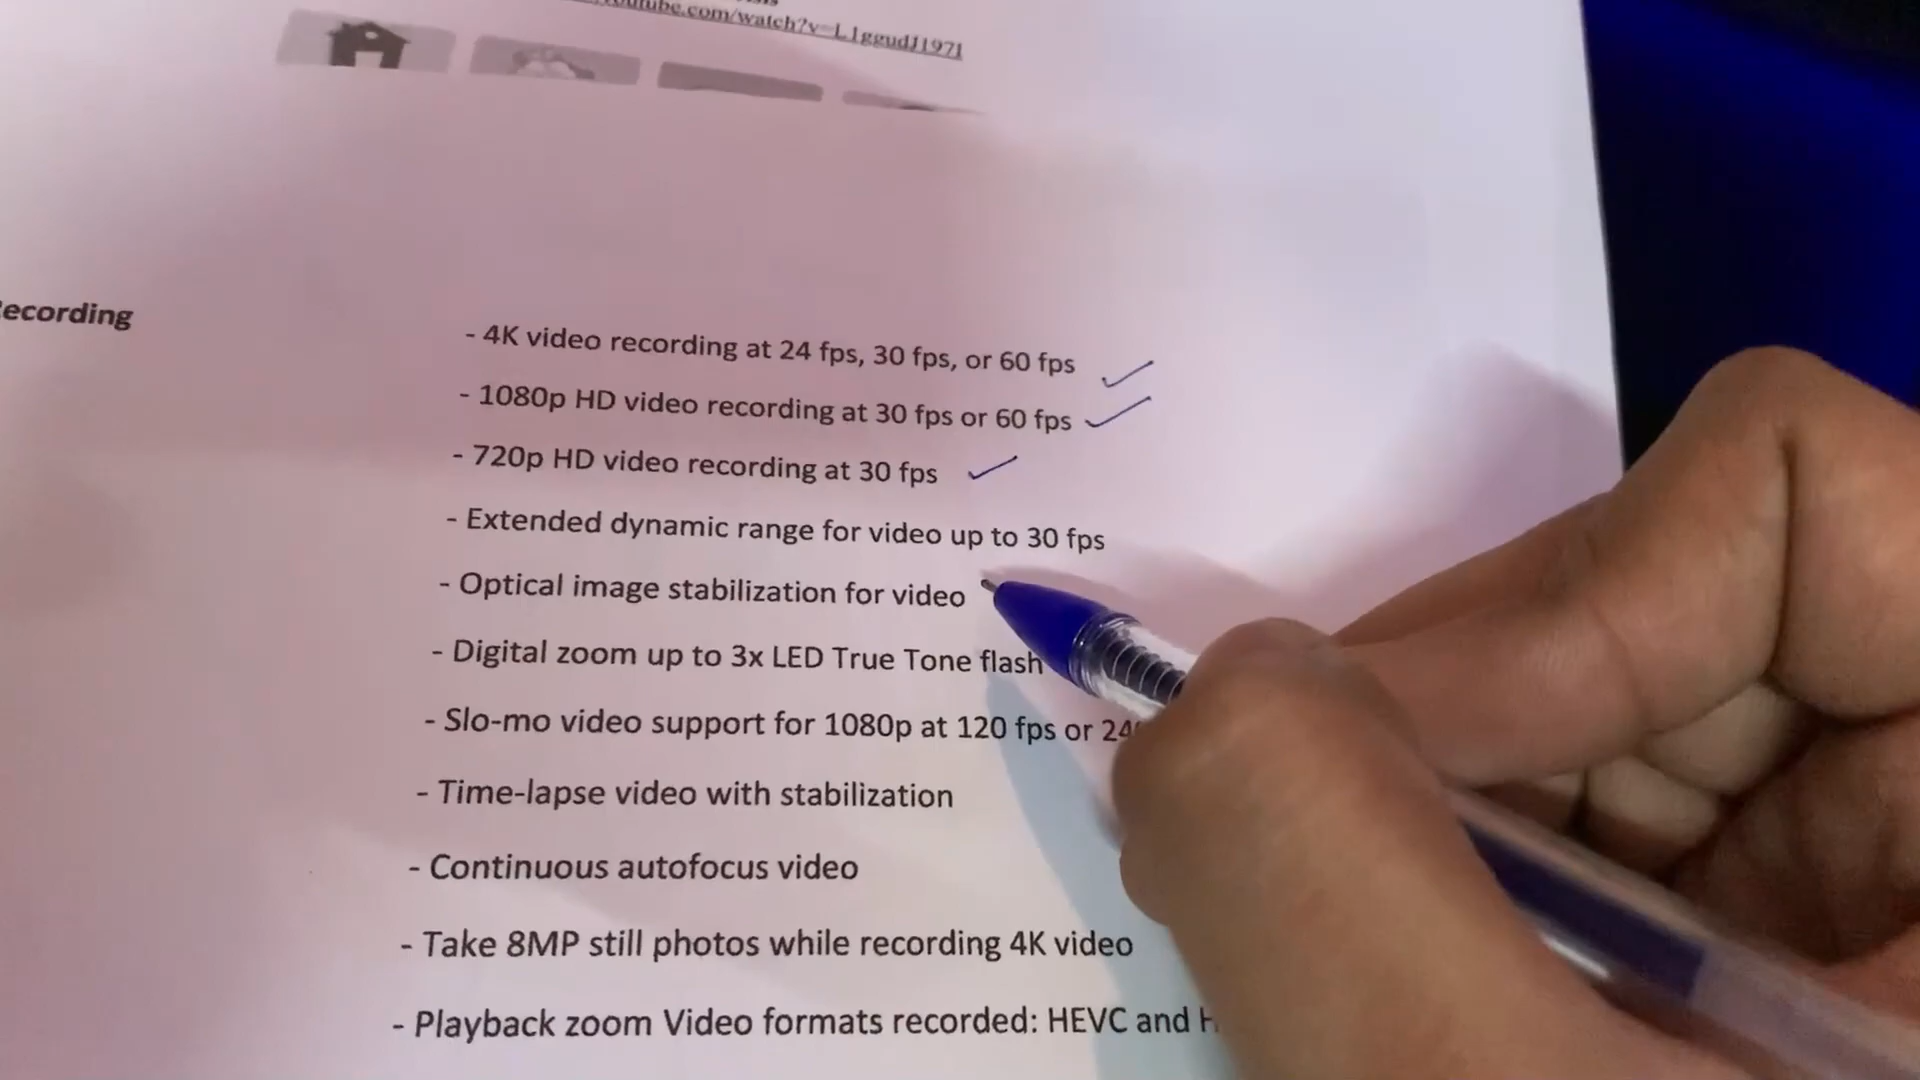 youtube.com/watch?v=L1ggudJ1971
Recording
- 4K video recording at 24 fps, 30 fps, or 60 fps
- 1080p HD video recording at 30 fps or 60 fps
- 720p HD video recording at 30 fps
- Extended dynamic range for video up to 30 fps
- Optical image stabilization for video
- Digital zoom up to 3x LED True Tone flash
- Slo-mo video support for 1080p at 120 fps or
- Time-lapse video with stabilization
- Continuous autofocus video
- Take 8MP still photos while recording 4K video
- Playback zoom Video formats recorded: HEVC and